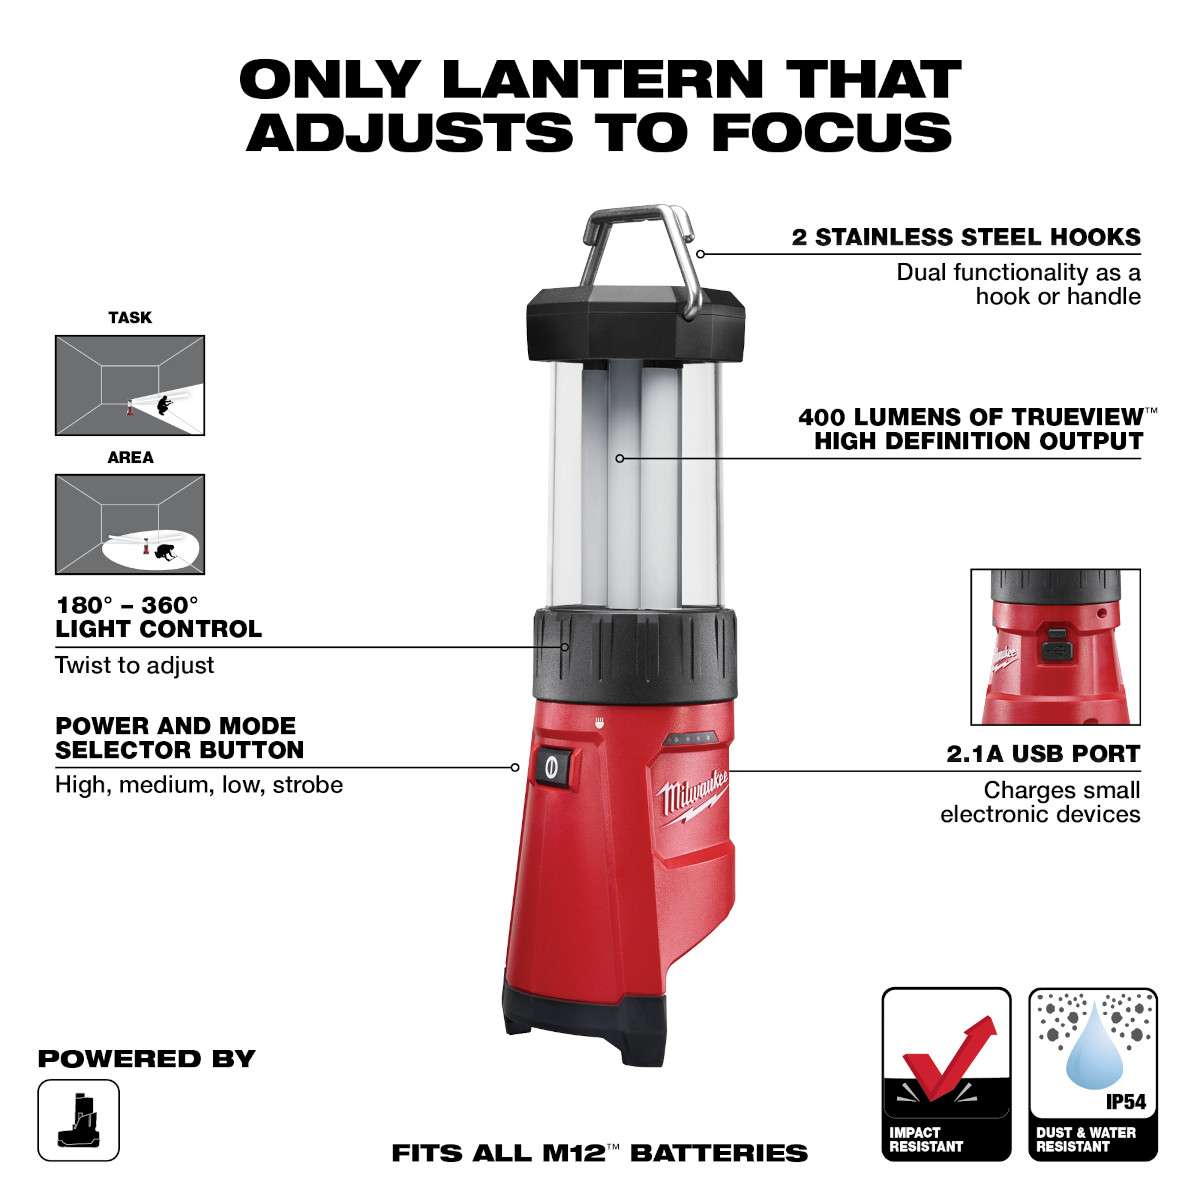 ONLY LANTERN THAT
ADJUSTS TO FOCUS
2 STAINLESS STEEL HOOKS
Dual functionality as a
hook or handle
TASK
AREA
400 LUMENS OF TRUEVIEW™
HIGH DEFINITION OUTPUT
180° – 360°
LIGHT CONTROL
Twist to adjust
POWER AND MODE
SELECTOR BUTTON
High, medium, low, strobe
Milwaukee
Milwaukee
2.1A USB PORT
Charges small
electronic devices
POWERED BY
FITS ALL M12™ BATTERIES
IMPACT
RESISTANT
IP54
DUST & WATER
RESISTANT